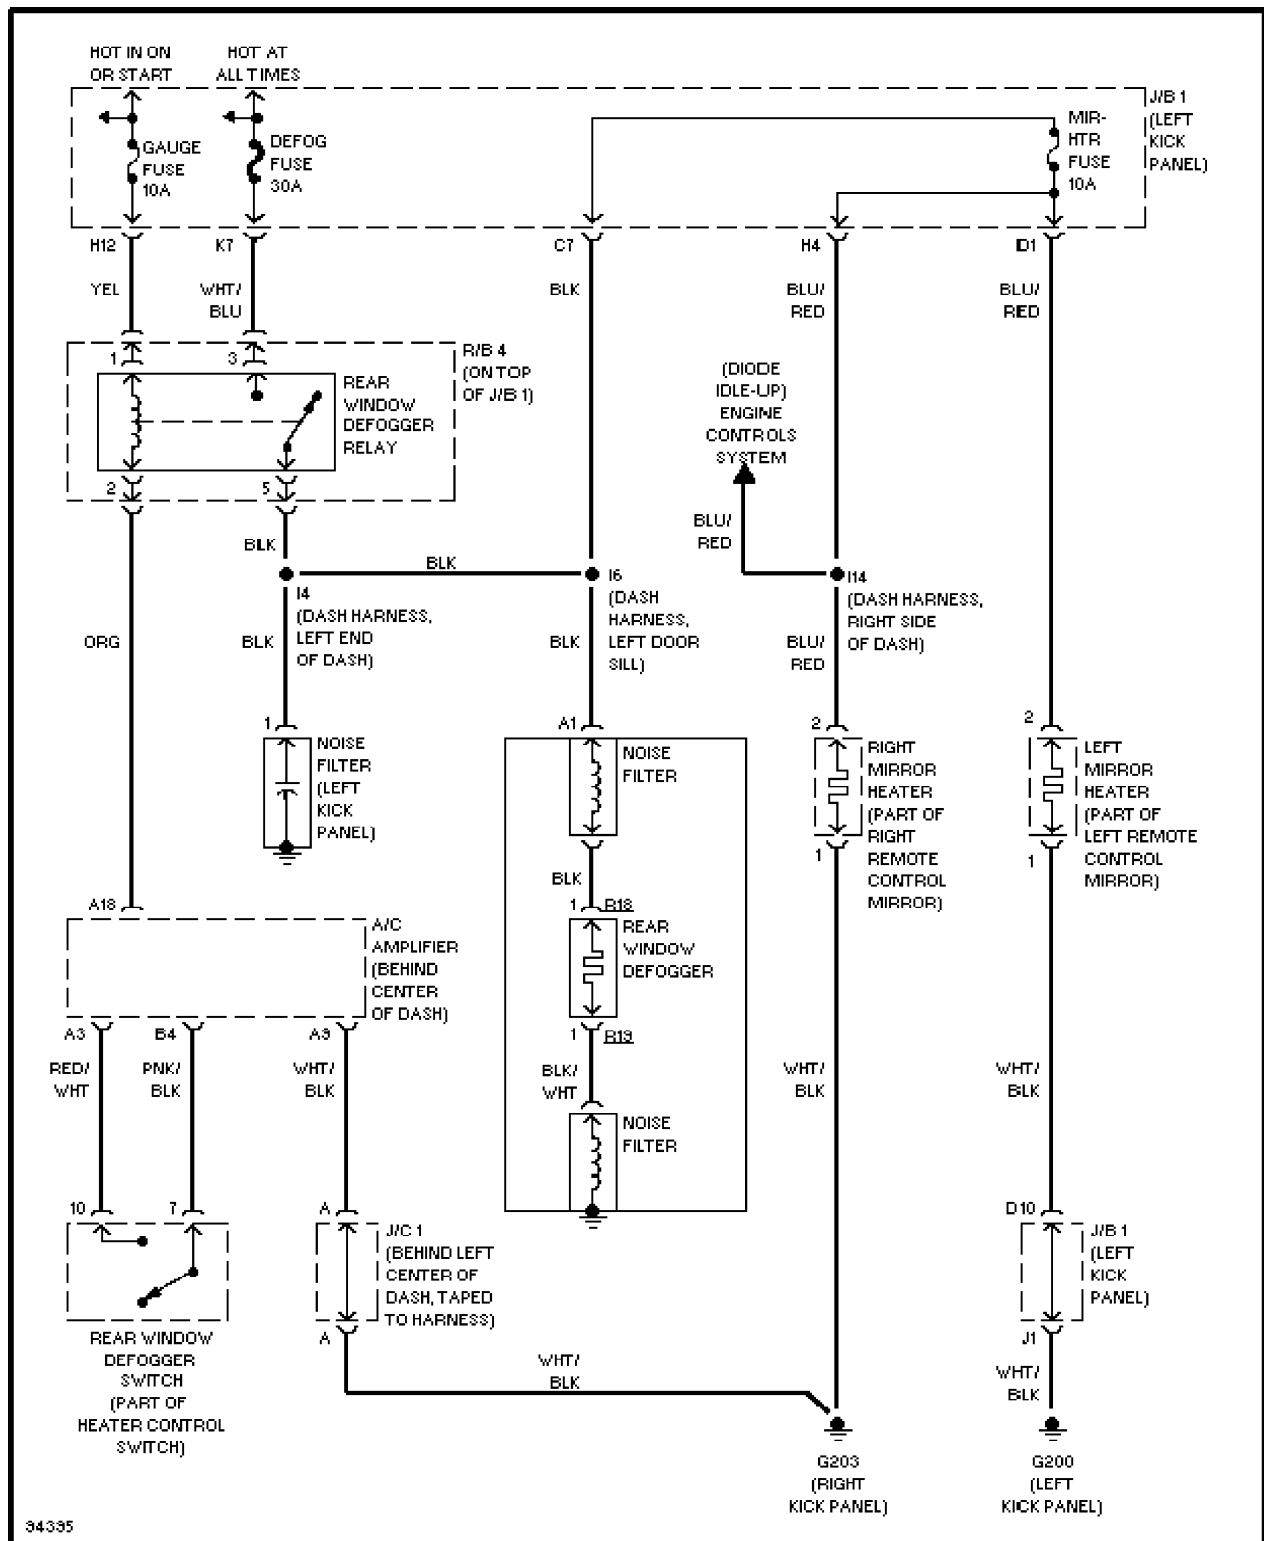 HOT IN ON
OR START
HOT AT
ALL TIMES
J/B 1
(LEFT
KICK
PANEL)
GAUGE
FUSE
10A
DEFOG
FUSE
30A
MIR-
HTR
FUSE
10A
H12
K7
C7
H4
ID1
YEL
WHT/
BLU
BLK
BLU/
RED
BLU/
RED
1
3
R/B 4
(ON TOP
OF J/B 1)
REAR
WINDOW
DEFOGGER
RELAY
(DIODE
IDLE-UP)
ENGINE
CONTROLS
SYSTEM
2
5
BLU/
RED
BLK
BLK
I4
(DASH HARNESS,
LEFT END
OF DASH)
I6
(DASH
HARNESS,
LEFT DOOR
SILL)
I14
(DASH HARNESS,
RIGHT SIDE
OF DASH)
ORG
BLK
BLK
BLU/
RED
1
NOISE
FILTER
(LEFT
KICK
PANEL)
A1
NOISE
FILTER
2
RIGHT
MIRROR
HEATER
(PART OF
RIGHT
REMOTE
CONTROL
MIRROR)
1
2
LEFT
MIRROR
HEATER
(PART OF
LEFT REMOTE
CONTROL
MIRROR)
1
BLK
A18
A/C
AMPLIFIER
(BEHIND
CENTER
OF DASH)
1 R18
REAR
WINDOW
DEFOGGER
1 R19
A3
B4
A9
RED/
WHT
PNK/
BLK
WHT/
BLK
BLK/
WHT
WHT/
BLK
WHT/
BLK
NOISE
FILTER
10
7
A
D10
J/C 1
(BEHIND LEFT
CENTER OF
DASH, TAPED
TO HARNESS)
J/B 1
(LEFT
KICK
PANEL)
A
J1
REAR WINDOW
DEFOGGER
SWITCH
(PART OF
HEATER CONTROL
SWITCH)
WHT/
BLK
WHT/
BLK
G203
(RIGHT
KICK PANEL)
G200
(LEFT
KICK PANEL)
94395